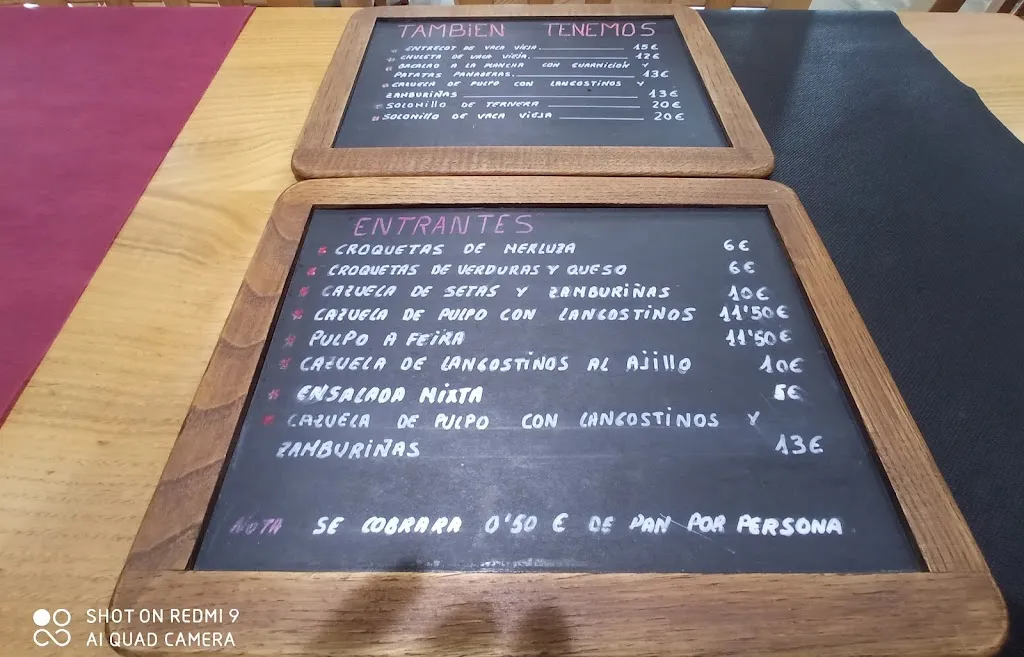 TAMBIEN TENEMOS
ENTRECOT DE VACA VIEJA 15€
CHULETA DE VACA VIEJA. 12€
BACALAO A LA PLANCHA CON GUARNICIÓN Y
PATATAS PANADERAS. 13€
CAZUELA DE PULPO CON LANGOSTINOS Y
ZAMBURIÑAS 13€
SOLOMILLO DE TERNERA 20€
SOLOMILLO DE VACA VIEJA 20€
ENTRANTES
CROQUETAS DE MERLUZA 6€
CROQUETAS DE VERDURAS Y QUESO 6€
CAZUELA DE SETAS Y ZAMBURIÑAS 10€
CAZUELA DE PULPO CON LANGOSTINOS 11'50€
PULPO A FEIRA 11'50€
CAZUELA DE LANGOSTINOS AL AJILLO 10€
ENSALADA MIXTA 5€
CAZUELA DE PULPO CON LANGOSTINOS Y
ZAMBURIÑAS 13€
NOTA SE COBRARA 0'50 € DE PAN POR PERSONA
SHOT ON REDMI 9
AI QUAD CAMERA